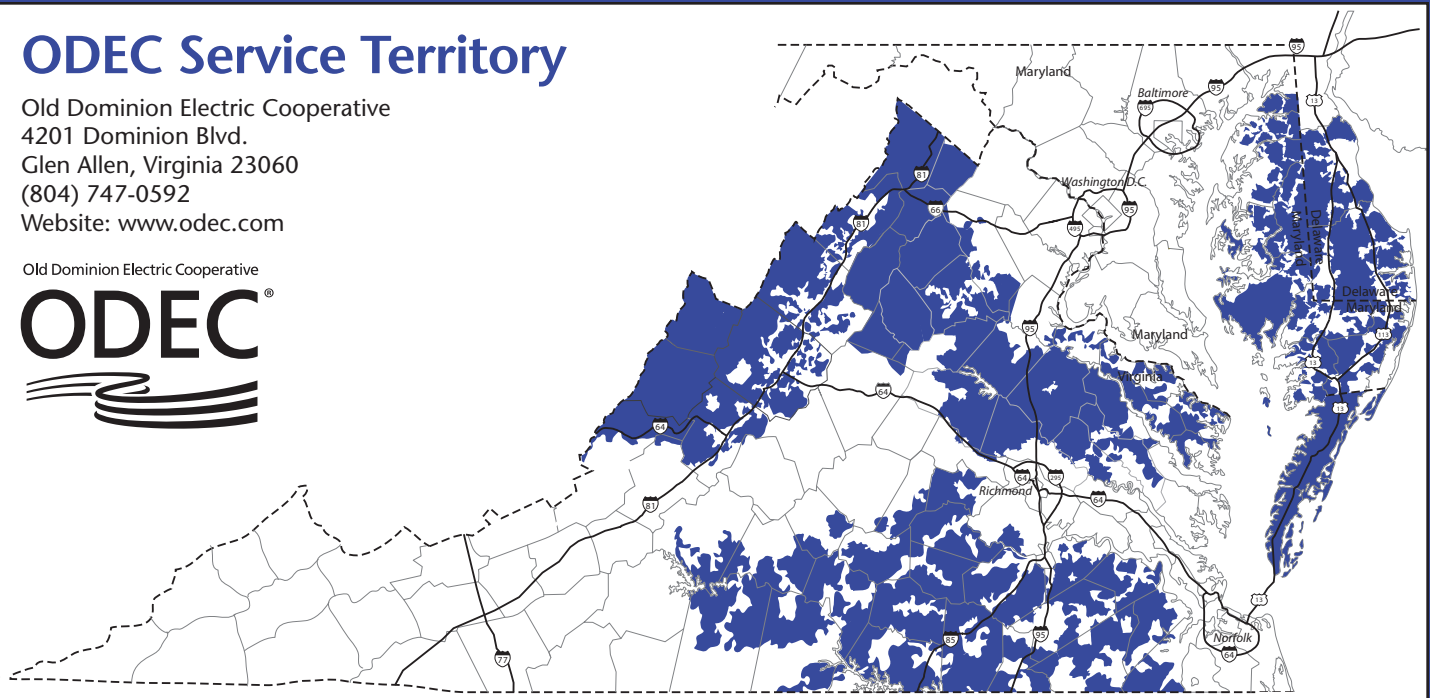 ODEC Service Territory
Old Dominion Electric Cooperative
4201 Dominion Blvd.
Glen Allen, Virginia 23060
(804) 747-0592
Website: www.odec.com
Old Dominion Electric Cooperative
ODEC®
95
Maryland
95
Baltimore
695
13
81
Washington D.C.
66
95
81
495
Maryland
Delaware
Delaware
Maryland
95
Maryland
113
13
Virginia
64
13
64
64
295
Richmond
64
81
13
85
95
Norfolk
64
77